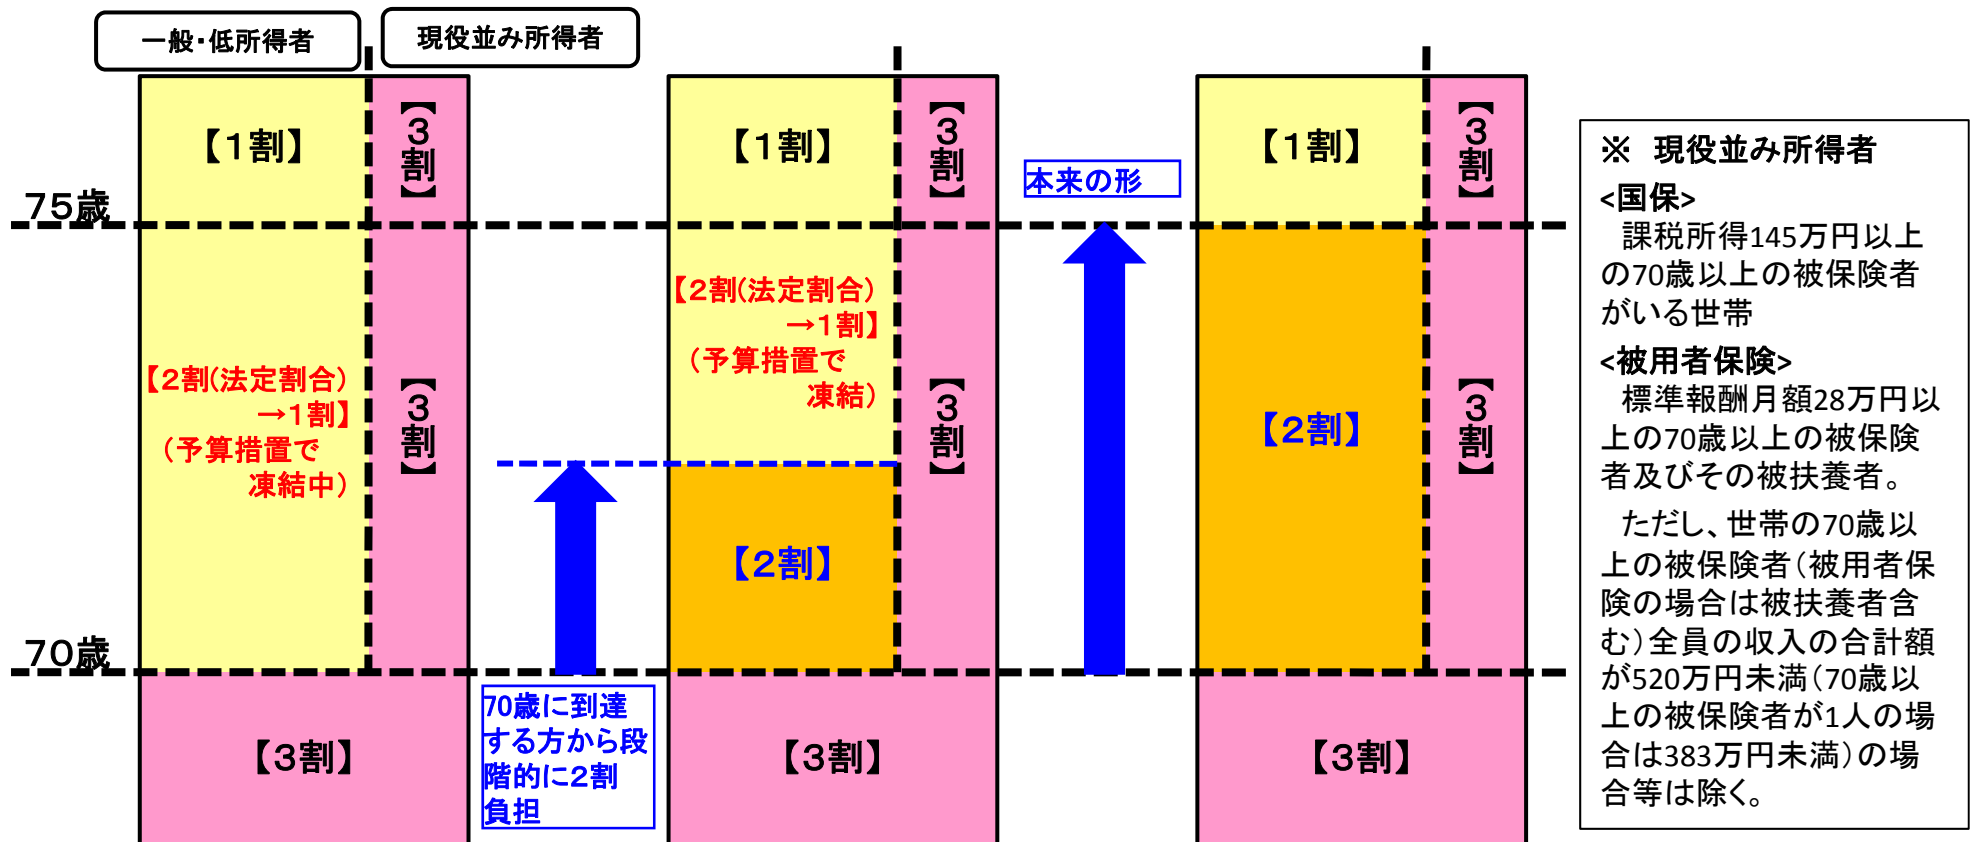 一般・低所得者
現役並み所得者
【1割】
【3割】
【1割】
【3割】
【1割】
【3割】
本来の形
75歳
【2割(法定割合)
→1割】
(予算措置で
凍結中)
【3割】
【2割(法定割合)
→1割】
(予算措置で
凍結)
【2割】
【3割】
【2割】
【3割】
70歳
70歳に到達
する方から段
階的に2割
負担
【3割】
【3割】
【3割】
※ 現役並み所得者
<国保>
課税所得145万円以上
の70歳以上の被保険者
がいる世帯
<被用者保険>
標準報酬月額28万円以
上の70歳以上の被保険
者及びその被扶養者。
ただし、世帯の70歳以
上の被保険者(被用者保
険の場合は被扶養者含
む)全員の収入の合計額
が520万円未満(70歳以
上の被保険者が1人の場
合は383万円未満)の場
合等は除く。